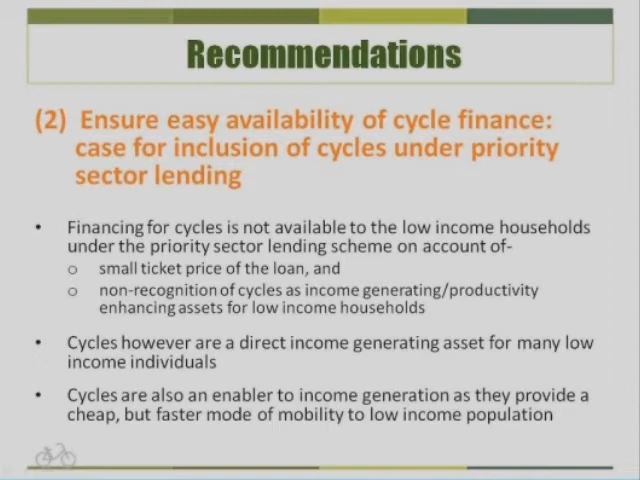 Recommendations
(2) Ensure easy availability of cycle finance:
case for inclusion of cycles under priority
sector lending
• Financing for cycles is not available to the low income households
under the priority sector lending scheme on account of-
o small ticket price of the loan, and
o non-recognition of cycles as income generating/productivity
enhancing assets for low income households
• Cycles however are a direct income generating asset for many low
income individuals
• Cycles are also an enabler to income generation as they provide a
cheap, but faster mode of mobility to low income population